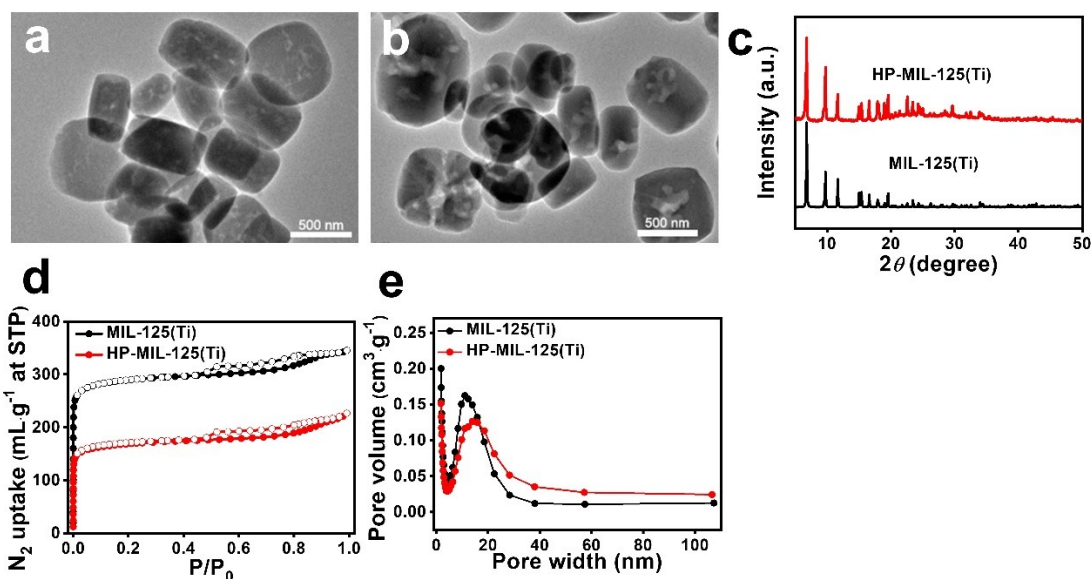 a
500 nm
b
500 nm
c
Intensity (a.u.)
HP-MIL-125(Ti)
MIL-125(Ti)
10 20 30 40 50
2θ (degree)
d
N₂ uptake (mL·g⁻¹ at STP)
400
300
200
100
0
MIL-125(Ti)
HP-MIL-125(Ti)
0.0 0.2 0.4 0.6 0.8 1.0
P/P₀
e
Pore volume (cm³·g⁻¹)
0.25
0.20
0.15
0.10
0.05
0.00
MIL-125(Ti)
HP-MIL-125(Ti)
0 20 40 60 80 100
Pore width (nm)